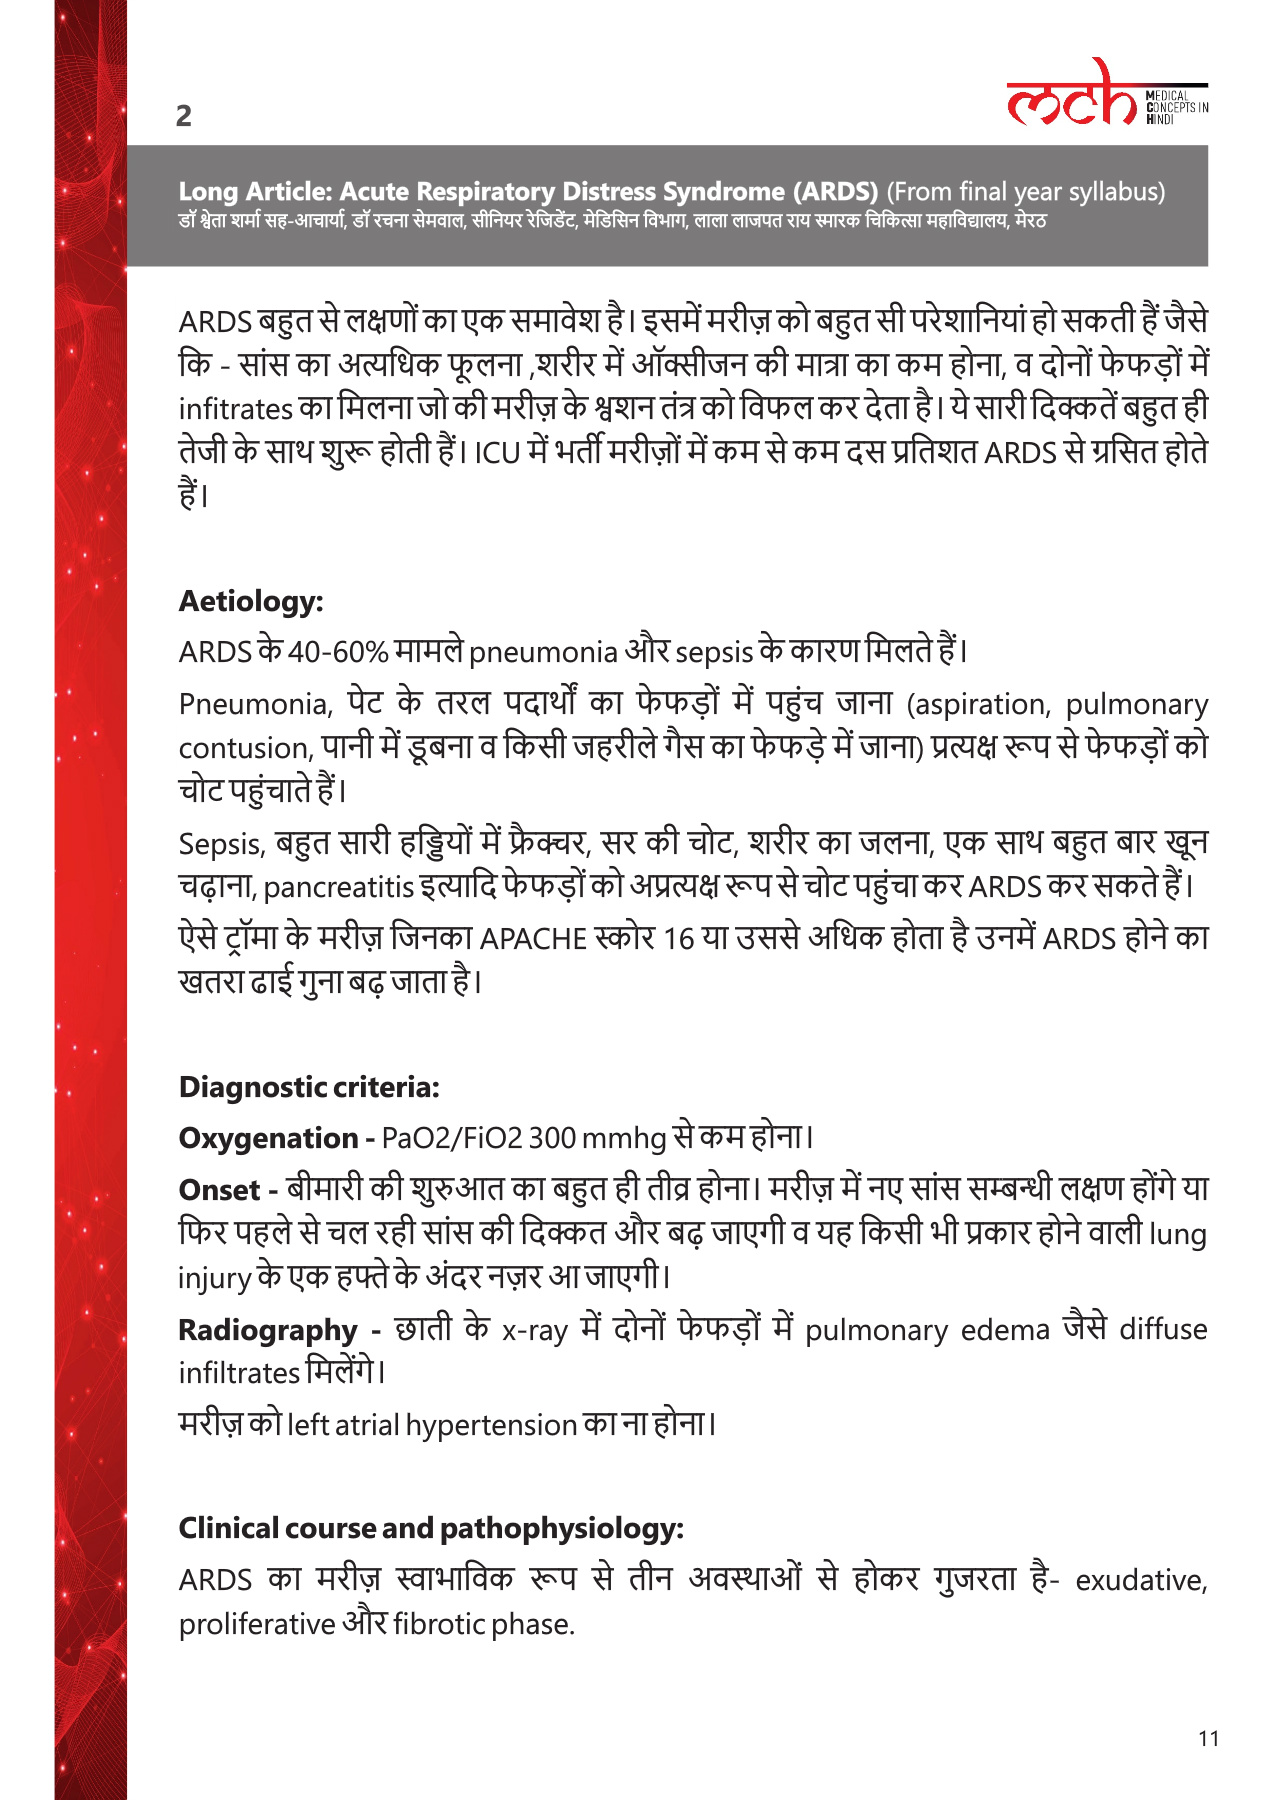 2
mch
MEDICAL
CONCEPTS IN
HINDI
Long Article: Acute Respiratory Distress Syndrome (ARDS) (From final year syllabus)
डॉ श्वेता शर्मा सह-आचार्या, डॉ रचना सेमवाल, सीनियर रेजिडेंट, मेडिसिन विभाग, लाला लाजपत राय स्मारक चिकित्सा महाविद्यालय, मेरठ
ARDS बहुत से लक्षणों का एक समावेश है। इसमें मरीज़ को बहुत सी परेशानियां हो सकती हैं जैसे
कि - सांस का अत्यधिक फूलना ,शरीर में ऑक्सीजन की मात्रा का कम होना, व दोनों फेफड़ों में
infitrates का मिलना जो की मरीज़ के श्वशन तंत्र को विफल कर देता है। ये सारी दिक्कतें बहुत ही
तेजी के साथ शुरू होती हैं। ICU में भर्ती मरीज़ों में कम से कम दस प्रतिशत ARDS से ग्रसित होते
हैं।
Aetiology:
ARDS के 40-60% मामले pneumonia और sepsis के कारण मिलते हैं।
Pneumonia, पेट के तरल पदार्थों का फेफड़ों में पहुंच जाना (aspiration, pulmonary
contusion, पानी में डूबना व किसी जहरीले गैस का फेफड़े में जाना) प्रत्यक्ष रूप से फेफड़ों को
चोट पहुंचाते हैं।
Sepsis, बहुत सारी हड्डियों में फ्रैक्चर, सर की चोट, शरीर का जलना, एक साथ बहुत बार खून
चढ़ाना, pancreatitis इत्यादि फेफड़ों को अप्रत्यक्ष रूप से चोट पहुंचा कर ARDS कर सकते हैं।
ऐसे ट्रॉमा के मरीज़ जिनका APACHE स्कोर 16 या उससे अधिक होता है उनमें ARDS होने का
खतरा ढाई गुना बढ़ जाता है।
Diagnostic criteria:
Oxygenation - PaO2/FiO2 300 mmhg से कम होना।
Onset - बीमारी की शुरुआत का बहुत ही तीव्र होना। मरीज़ में नए सांस सम्बन्धी लक्षण होंगे या
फिर पहले से चल रही सांस की दिक्कत और बढ़ जाएगी व यह किसी भी प्रकार होने वाली lung
injury के एक हफ्ते के अंदर नज़र आ जाएगी।
Radiography - छाती के x-ray में दोनों फेफड़ों में pulmonary edema जैसे diffuse
infiltrates मिलेंगे।
मरीज़ को left atrial hypertension का ना होना।
Clinical course and pathophysiology:
ARDS का मरीज़ स्वाभाविक रूप से तीन अवस्थाओं से होकर गुजरता है- exudative,
proliferative और fibrotic phase.
11